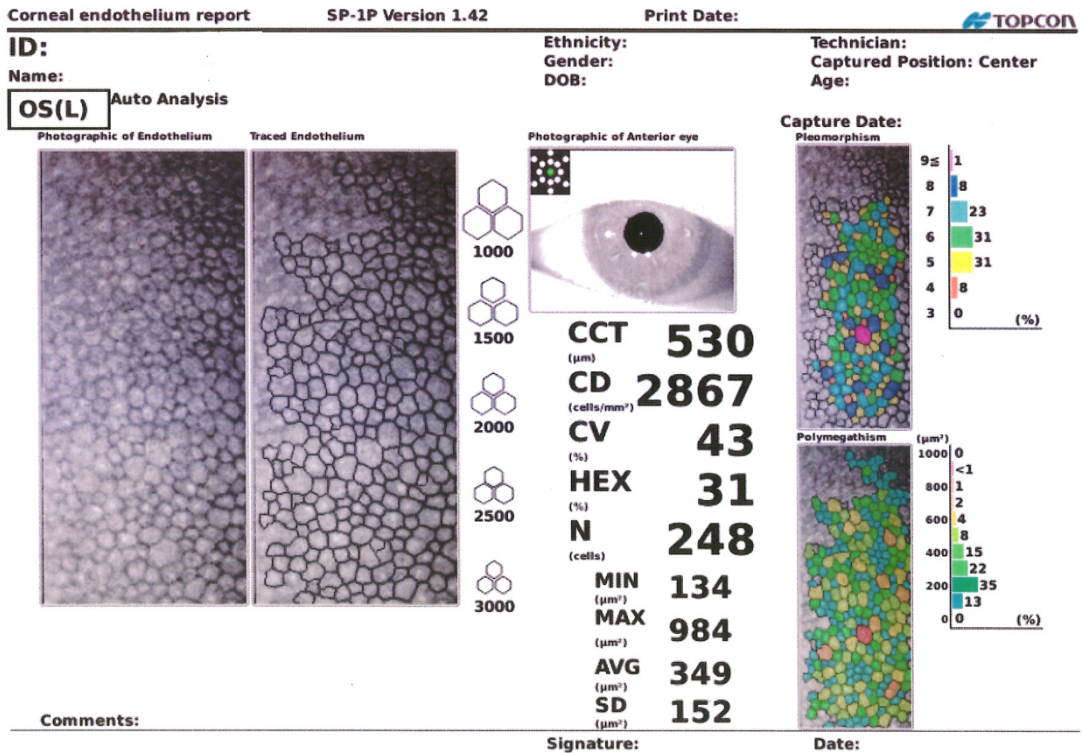 Corneal endothelium report SP-1P Version 1.42 Print Date: TOPCON
ID:
Name:
Ethnicity:
Gender:
DOB:
Technician:
Captured Position: Center
Age:
OS(L) Auto Analysis
Capture Date:
Photographic of Endothelium
Traced Endothelium
1000
1500
2000
2500
3000
Photographic of Anterior eye
CCT (μm) 530
CD (cells/mm²) 2867
CV (%) 43
HEX (%) 31
N (cells) 248
MIN (μm²) 134
MAX (μm²) 984
AVG (μm²) 349
SD (μm²) 152
Pleomorphism
9≦ 1
8 8
7 23
6 31
5 31
4 8
3 0
(%)
Polymegathism (μm²)
1000 0
<1
800 1
2
600 4
8
400 15
22
200 35
13
0 0 (%)
Comments:
Signature: Date: